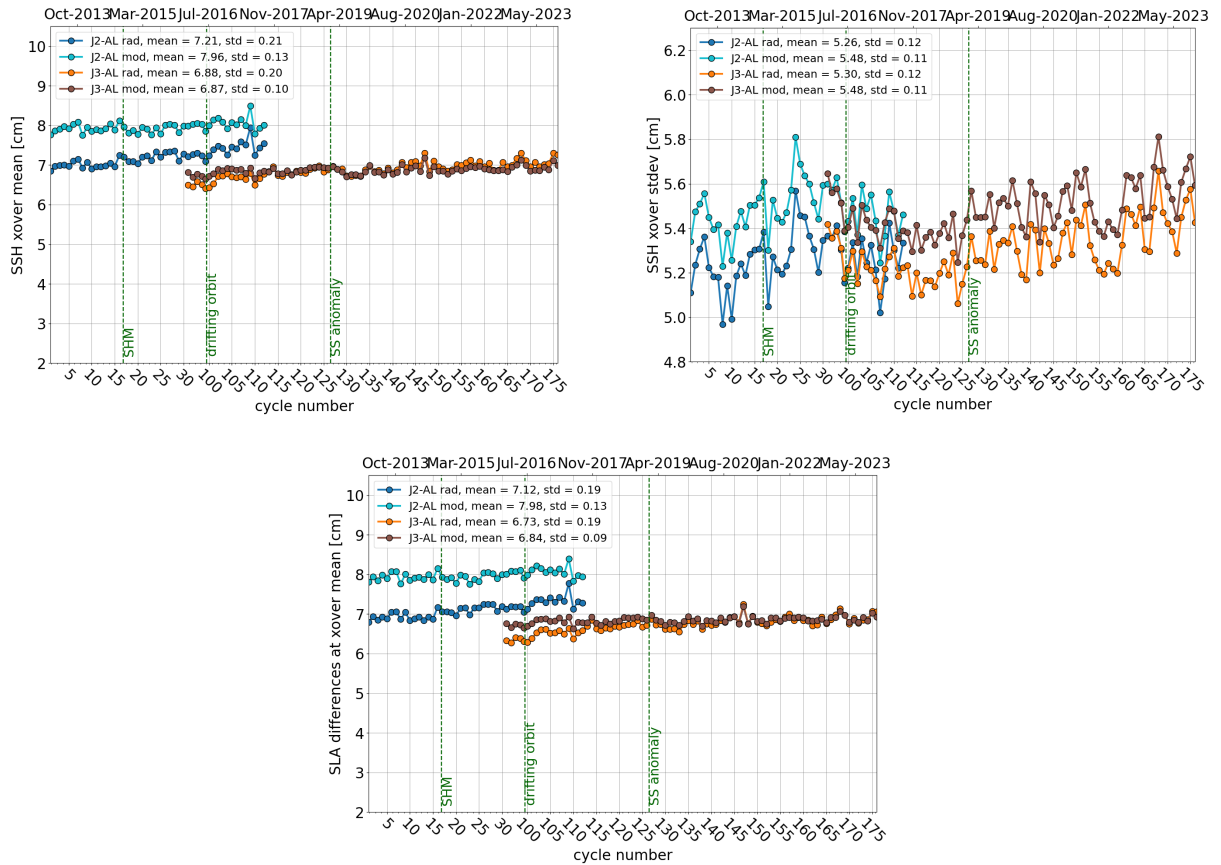 Oct-2013 Mar-2015 Jul-2016 Nov-2017 Apr-2019 Aug-2020 Jan-2022 May-2023
SSH xover mean [cm]
J2-AL rad, mean = 7.21, std = 0.21
J2-AL mod, mean = 7.96, std = 0.13
J3-AL rad, mean = 6.88, std = 0.20
J3-AL mod, mean = 6.87, std = 0.10
10
9
8
7
6
5
4
3
2
SHM
drifting orbit
SS anomaly
5 10 15 20 25 30 100 105 110 115 120 125 130 135 140 145 150 155 160 165 170 175
cycle number
Oct-2013 Mar-2015 Jul-2016 Nov-2017 Apr-2019 Aug-2020 Jan-2022 May-2023
SSH xover stdev [cm]
J2-AL rad, mean = 5.26, std = 0.12
J2-AL mod, mean = 5.48, std = 0.11
J3-AL rad, mean = 5.30, std = 0.12
J3-AL mod, mean = 5.48, std = 0.11
6.2
6.0
5.8
5.6
5.4
5.2
5.0
4.8
SHM
drifting orbit
SS anomaly
5 10 15 20 25 30 100 105 110 115 120 125 130 135 140 145 150 155 160 165 170 175
cycle number
Oct-2013 Mar-2015 Jul-2016 Nov-2017 Apr-2019 Aug-2020 Jan-2022 May-2023
SLA differences at xover mean [cm]
J2-AL rad, mean = 7.12, std = 0.19
J2-AL mod, mean = 7.98, std = 0.13
J3-AL rad, mean = 6.73, std = 0.19
J3-AL mod, mean = 6.84, std = 0.09
10
9
8
7
6
5
4
3
2
SHM
drifting orbit
SS anomaly
5 10 15 20 25 30 100 105 110 115 120 125 130 135 140 145 150 155 160 165 170 175
cycle number